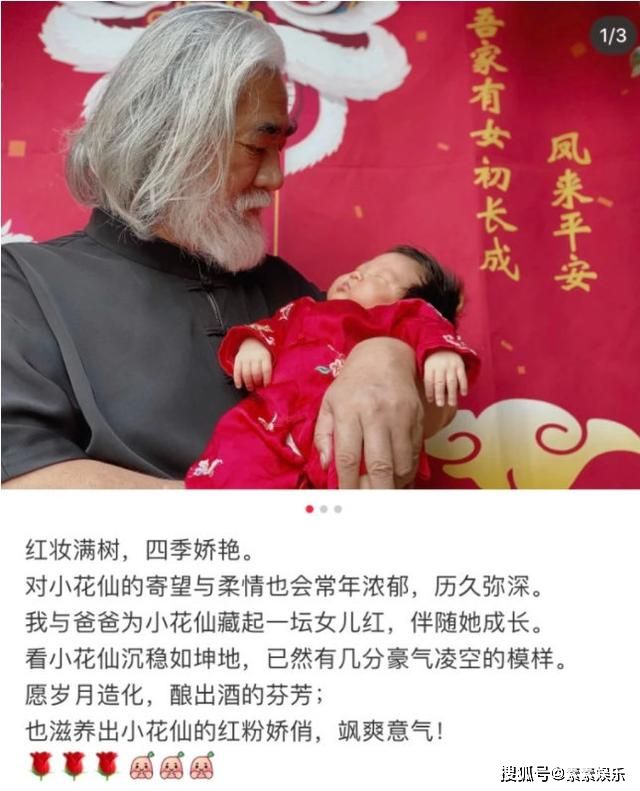 1/3
吾家有女初长成
凤来平安
红妆满树，四季娇艳。
对小花仙的寄望与柔情也会常年浓郁，历久弥深。
我与爸爸为小花仙藏起一坛女儿红，伴随她成长。
看小花仙沉稳如坤地，已然有几分豪气凌空的模样。
愿岁月造化，酿出酒的芬芳；
也滋养出小花仙的红粉娇俏，飒爽意气！
搜狐号@素素娱乐